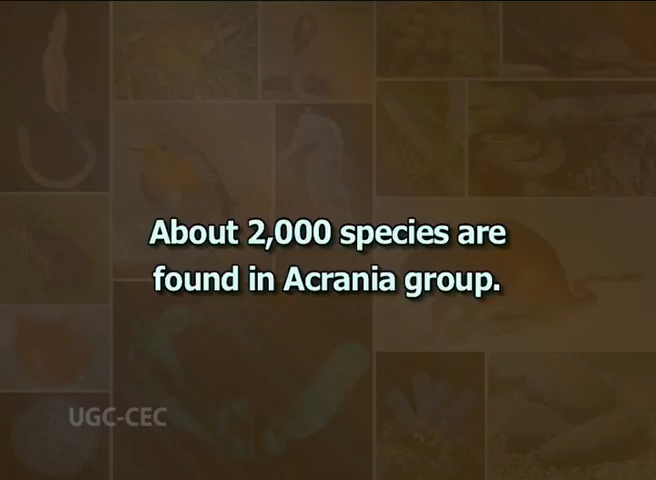 About 2,000 species are
found in Acrania group.
UGC-CEC